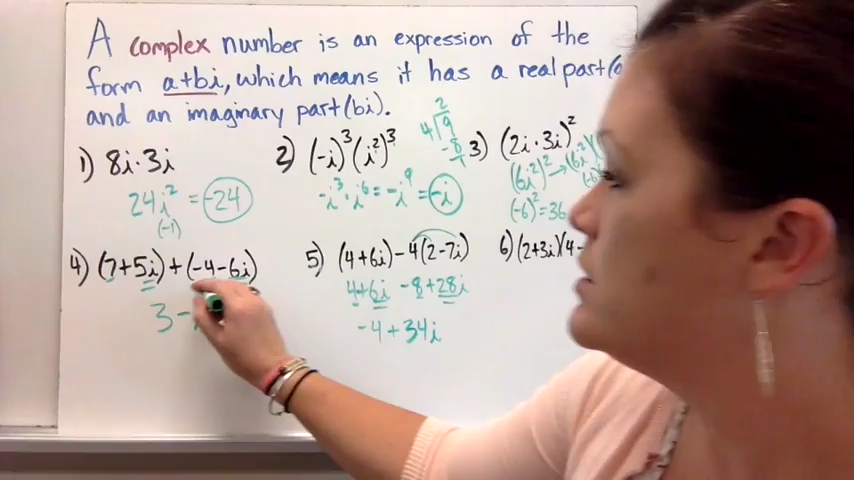 A complex number is an expression of the
form a+bi, which means it has a real part(
and an imaginary part(bi).
1) 8i·3i
24i² = -24
(-1)
2) (-i)³(i²)³
-i³·i⁶ = -i⁹ = -i
2
4√9
-8
1
3) (2i·3i)²
(6i²)² → (6i²)(
(-6)² = 36
4) (7+5i)+(-4-6i)
3-
5) (4+6i)-4(2-7i)
4+6i -8+28i
-4+34i
6) (2+3i)(4-